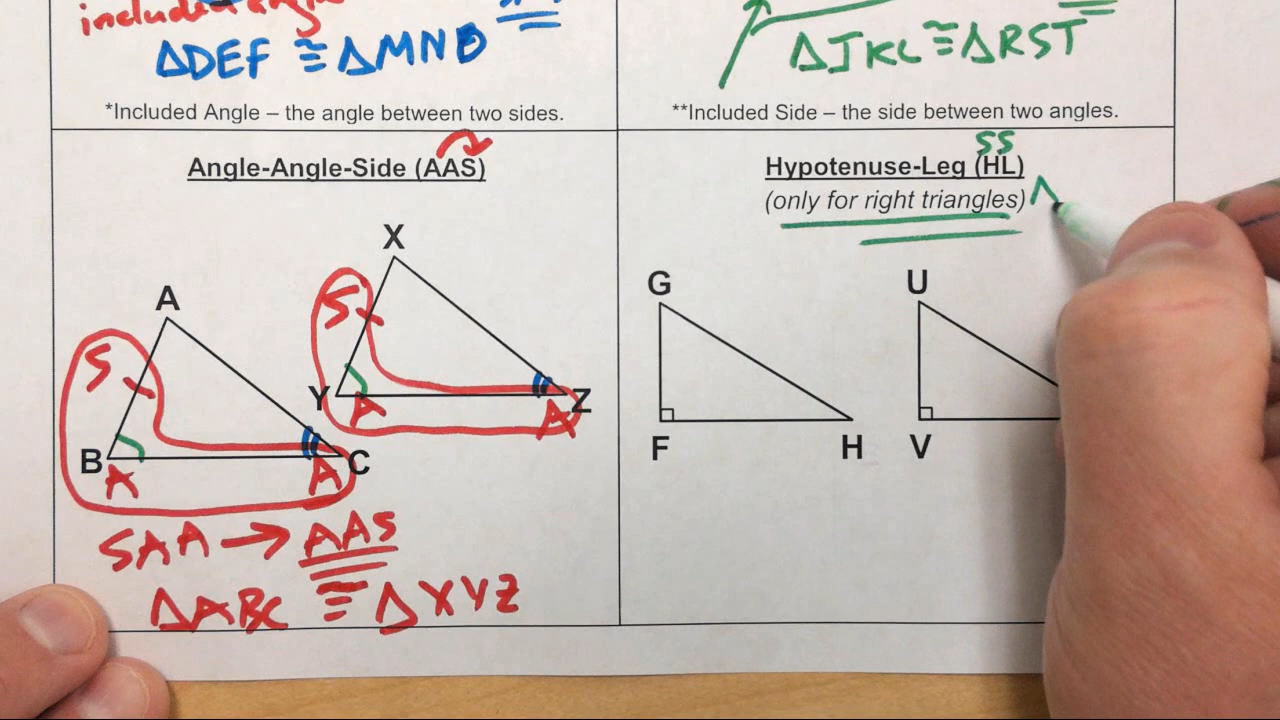 included angle
ΔDEF ≅ ΔMNO
ΔJKL ≅ ΔRST
*Included Angle – the angle between two sides.
**Included Side – the side between two angles.
Angle-Angle-Side (AAS)
A
B
C
S
A
A
X
Y
Z
S
A
A
SAA → AAS
ΔABC ≅ ΔXYZ
SS
Hypotenuse-Leg (HL)
(only for right triangles)
G
F
H
U
V